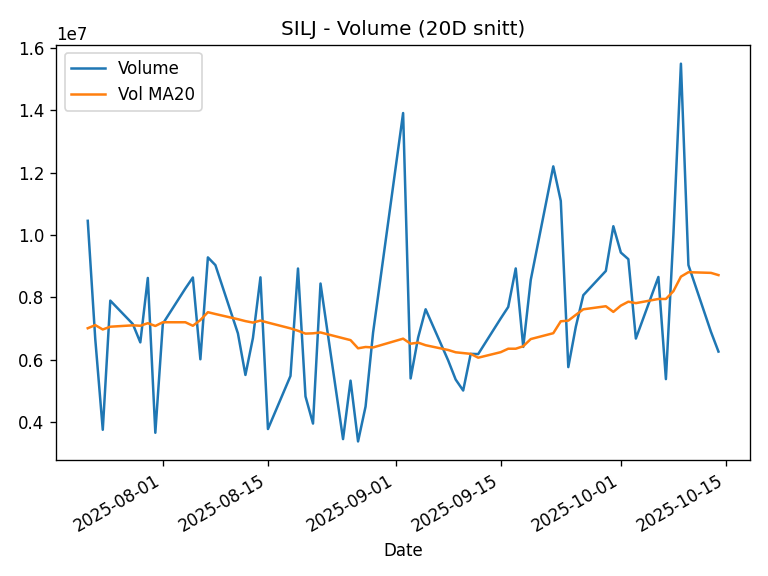 SILJ - Volume (20D snitt)
1e7
1.6
1.4
1.2
1.0
0.8
0.6
0.4
Volume
Vol MA20
2025-08-01
2025-08-15
2025-09-01
2025-09-15
2025-10-01
2025-10-15
Date